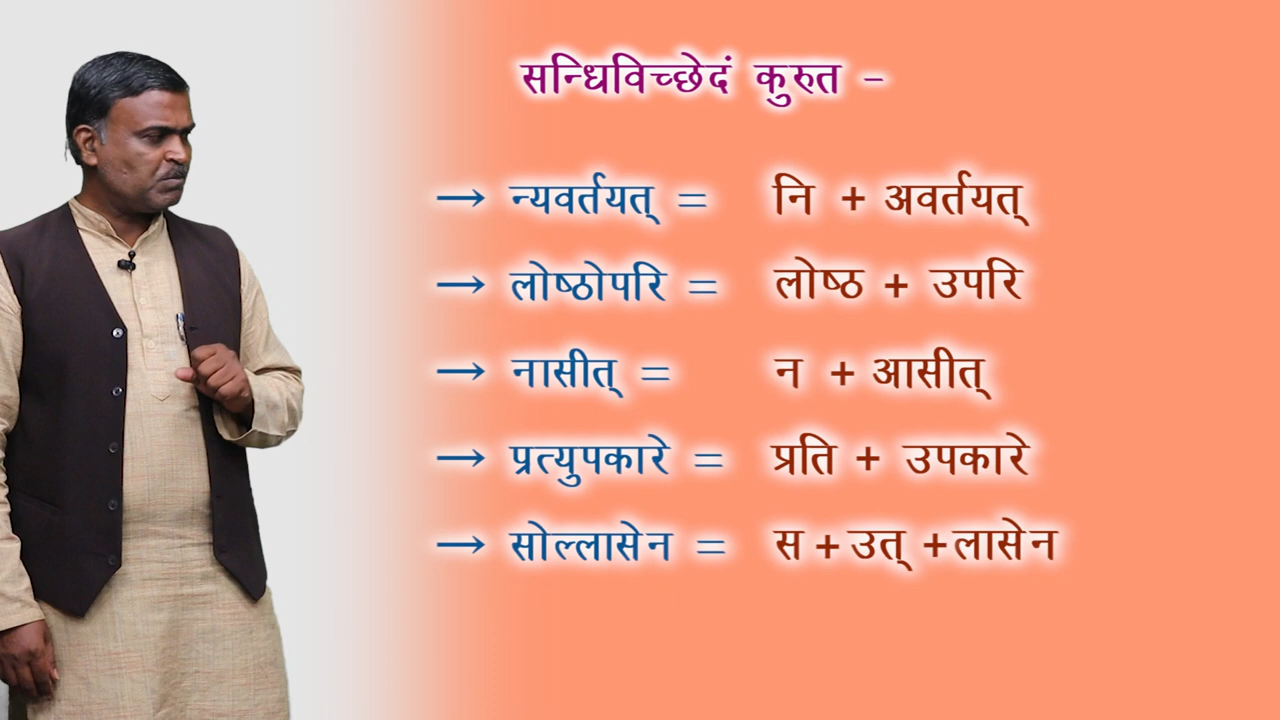 सन्धिविच्छेदं कुरुत –
→ न्यवर्तयत् = नि + अवर्तयत्
→ लोष्ठोपरि = लोष्ठ + उपरि
→ नासीत् = न + आसीत्
→ प्रत्युपकारे = प्रति + उपकारे
→ सोल्लासेन = स + उत् + लासेन